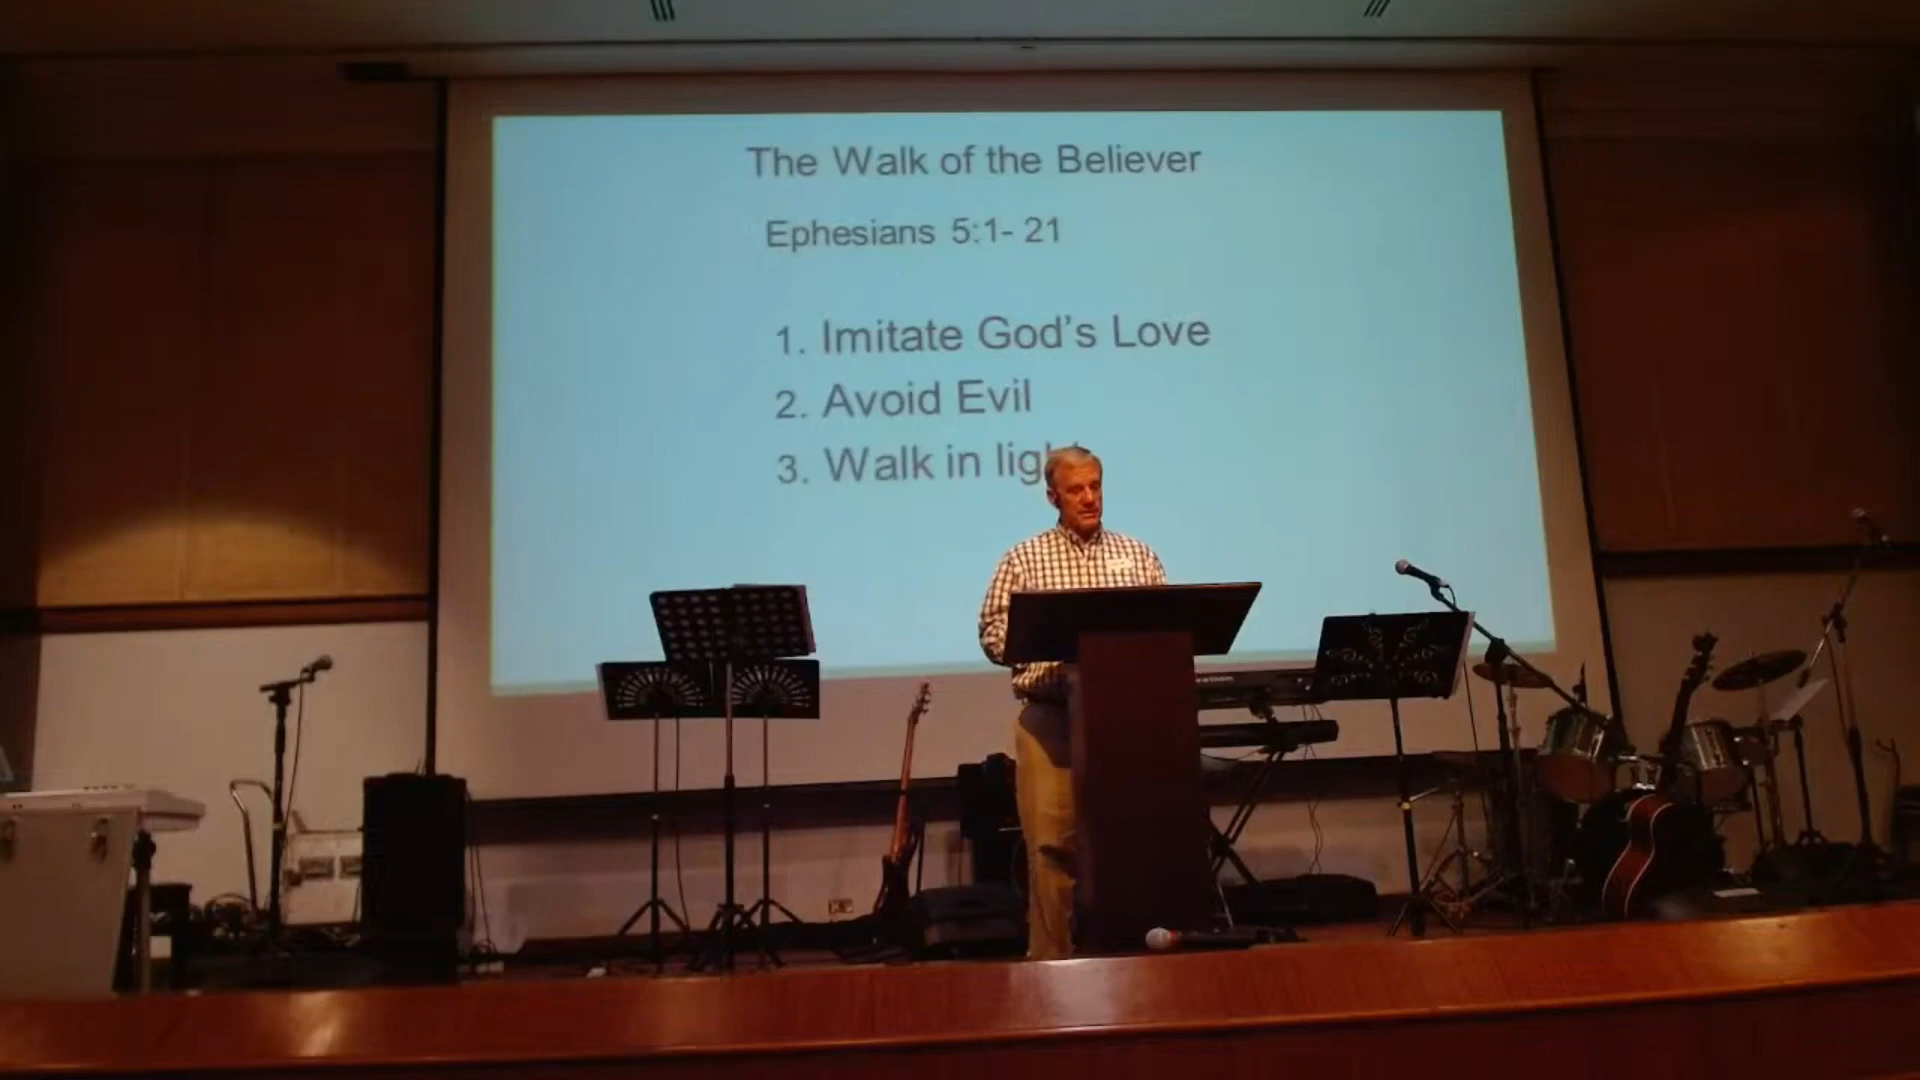 The Walk of the Believer
Ephesians 5:1- 21
1. Imitate God's Love
2. Avoid Evil
3. Walk in